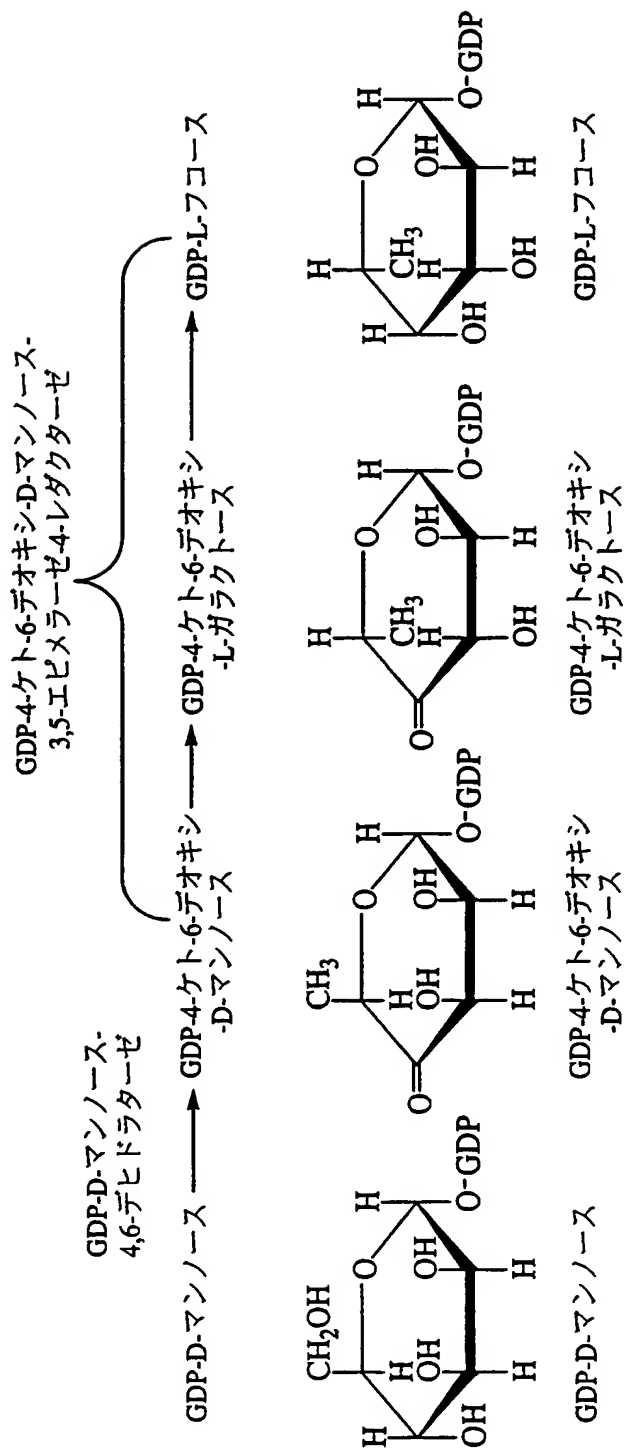 GDP-4-ケト-6-デオキシ-D-マンノース-
3,5-エピメラーゼ-4-レダクターゼ
GDP-D-マンノース-
4,6-デヒドラターゼ
GDP-D-マンノース
GDP-4-ケト-6-デオキシ
-D-マンノース
GDP-4-ケト-6-デオキシ
-L-ガラクトース
GDP-L-フコース
CH2OH
H
O
H
H
OH
OH
OH
H
H
O-GDP
CH3
O
H
H
OH
OH
O
H
H
O-GDP
H
O
H
CH3
H
OH
O
OH
H
O-GDP
H
O
H
CH3
H
H
OH
OH
OH
H
O-GDP
GDP-D-マンノース
GDP-4-ケト-6-デオキシ
-D-マンノース
GDP-4-ケト-6-デオキシ
-L-ガラクトース
GDP-L-フコース